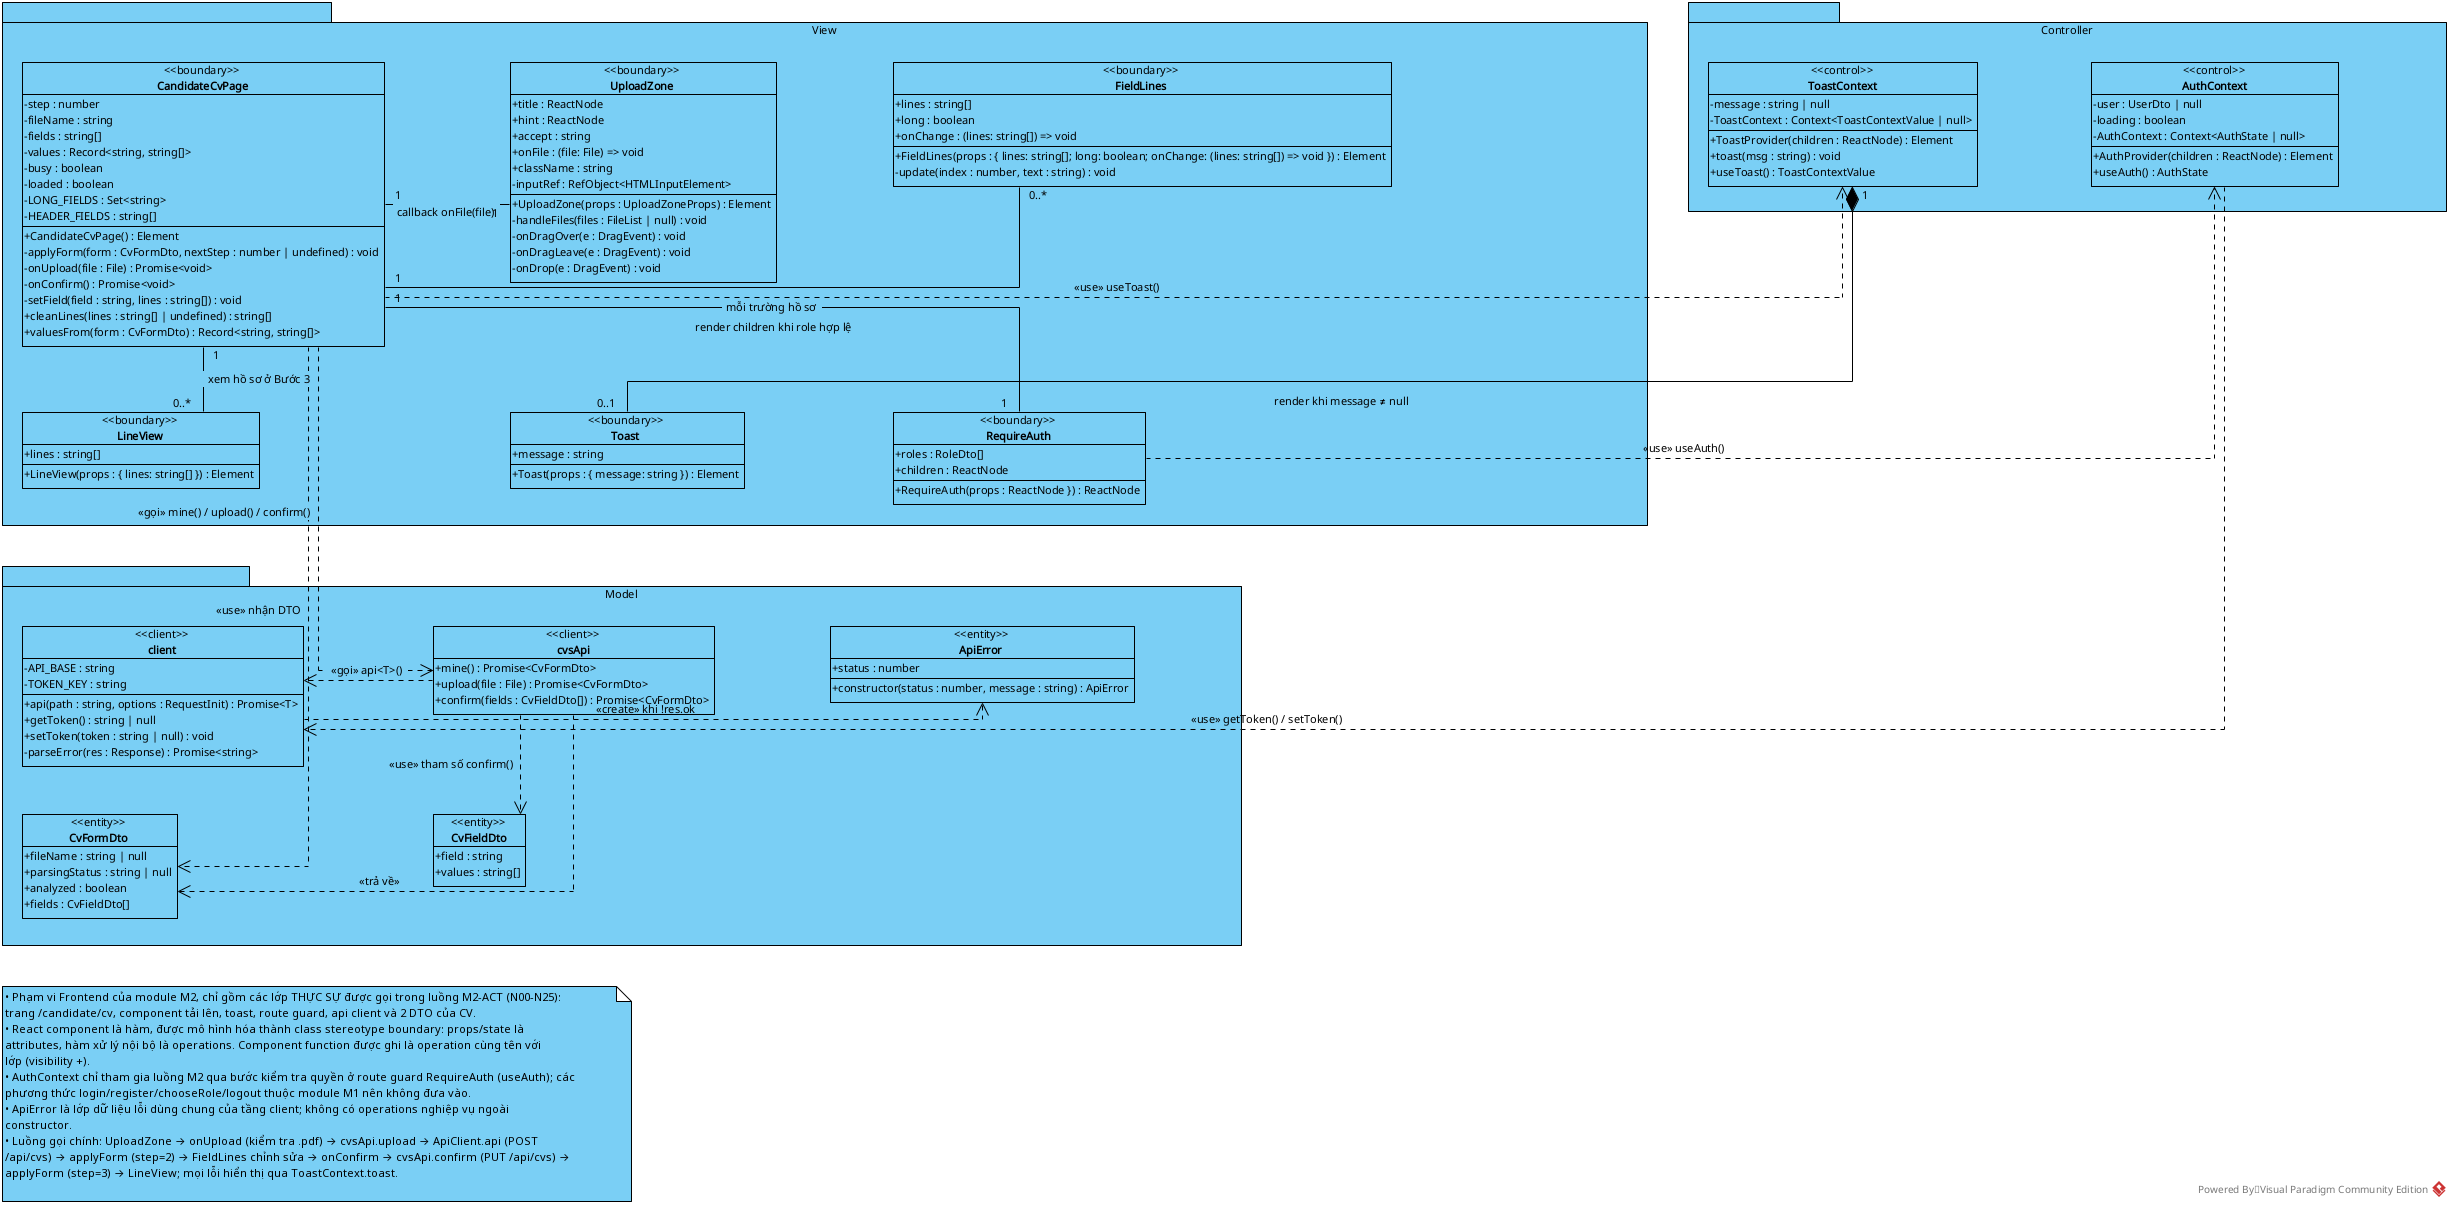 View
<<boundary>>
CandidateCvPage
-step : number
-fileName : string
-fields : string[]
-values : Record<string, string[]>
-busy : boolean
-loaded : boolean
-LONG_FIELDS : Set<string>
-HEADER_FIELDS : string[]
+CandidateCvPage() : Element
-applyForm(form : CvFormDto, nextStep : number | undefined) : void
-onUpload(file : File) : Promise<void>
-onConfirm() : Promise<void>
-setField(field : string, lines : string[]) : void
+cleanLines(lines : string[] | undefined) : string[]
+valuesFrom(form : CvFormDto) : Record<string, string[]>
1
callback onFile(file)
1
<<boundary>>
UploadZone
+title : ReactNode
+hint : ReactNode
+accept : string
+onFile : (file: File) => void
+className : string
-inputRef : RefObject<HTMLInputElement>
+UploadZone(props : UploadZoneProps) : Element
-handleFiles(files : FileList | null) : void
-onDragOver(e : DragEvent) : void
-onDragLeave(e : DragEvent) : void
-onDrop(e : DragEvent) : void
<<boundary>>
FieldLines
+lines : string[]
+long : boolean
+onChange : (lines: string[]) => void
+FieldLines(props : { lines: string[]; long: boolean; onChange: (lines: string[]) => void }) : Element
-update(index : number, text : string) : void
0..*
1
1
«use» useToast()
mỗi trường hồ sơ
render children khi role hợp lệ
1
xem hồ sơ ở Bước 3
0..*
0..1
1
render khi message ≠ null
<<boundary>>
LineView
+lines : string[]
+LineView(props : { lines: string[] }) : Element
<<boundary>>
Toast
+message : string
+Toast(props : { message: string }) : Element
<<boundary>>
RequireAuth
+roles : RoleDto[]
+children : ReactNode
+RequireAuth(props : ReactNode }) : ReactNode
«use» useAuth()
«gọi» mine() / upload() / confirm()
Controller
<<control>>
ToastContext
-message : string | null
-ToastContext : Context<ToastContextValue | null>
+ToastProvider(children : ReactNode) : Element
+toast(msg : string) : void
+useToast() : ToastContextValue
1
<<control>>
AuthContext
-user : UserDto | null
-loading : boolean
-AuthContext : Context<AuthState | null>
+AuthProvider(children : ReactNode) : Element
+useAuth() : AuthState
Model
«use» nhận DTO
<<client>>
client
-API_BASE : string
-TOKEN_KEY : string
+api(path : string, options : RequestInit) : Promise<T>
+getToken() : string | null
+setToken(token : string | null) : void
-parseError(res : Response) : Promise<string>
«gọi» api<T>()
<<client>>
cvsApi
+mine() : Promise<CvFormDto>
+upload(file : File) : Promise<CvFormDto>
+confirm(fields : CvFieldDto[]) : Promise<CvFormDto>
«create» khi !res.ok
<<entity>>
ApiError
+status : number
+constructor(status : number, message : string) : ApiError
«use» getToken() / setToken()
«use» tham số confirm()
<<entity>>
CvFormDto
+fileName : string | null
+parsingStatus : string | null
+analyzed : boolean
+fields : CvFieldDto[]
«trả về»
<<entity>>
CvFieldDto
+field : string
+values : string[]
• Phạm vi Frontend của module M2, chỉ gồm các lớp THỰC SỰ được gọi trong luồng M2-ACT (N00-N25):
trang /candidate/cv, component tải lên, toast, route guard, api client và 2 DTO của CV.
• React component là hàm, được mô hình hóa thành class stereotype boundary: props/state là
attributes, hàm xử lý nội bộ là operations. Component function được ghi là operation cùng tên với
lớp (visibility +).
• AuthContext chỉ tham gia luồng M2 qua bước kiểm tra quyền ở route guard RequireAuth (useAuth); các
phương thức login/register/chooseRole/logout thuộc module M1 nên không đưa vào.
• ApiError là lớp dữ liệu lỗi dùng chung của tầng client; không có operations nghiệp vụ ngoài
constructor.
• Luồng gọi chính: UploadZone → onUpload (kiểm tra .pdf) → cvsApi.upload → ApiClient.api (POST
/api/cvs) → applyForm (step=2) → FieldLines chỉnh sửa → onConfirm → cvsApi.confirm (PUT /api/cvs) →
applyForm (step=3) → LineView; mọi lỗi hiển thị qua ToastContext.toast.
Powered By Visual Paradigm Community Edition